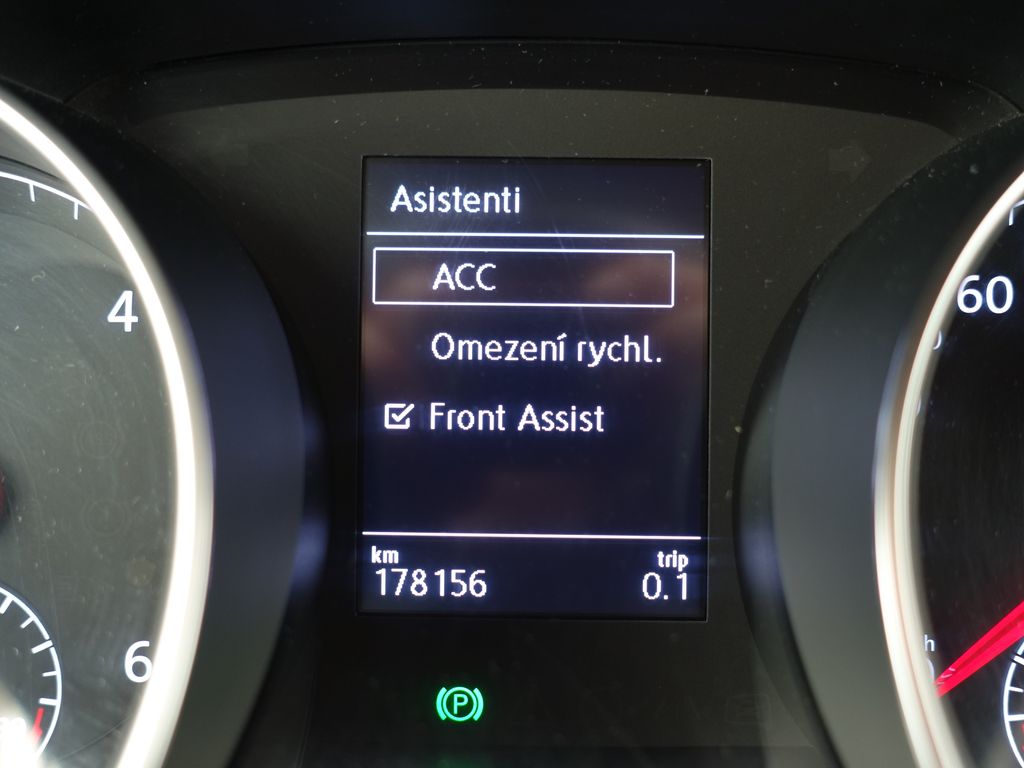 Asistenti
ACC
Omezení rychl.
Front Assist
km trip
178156 0.1
4
6
60
P